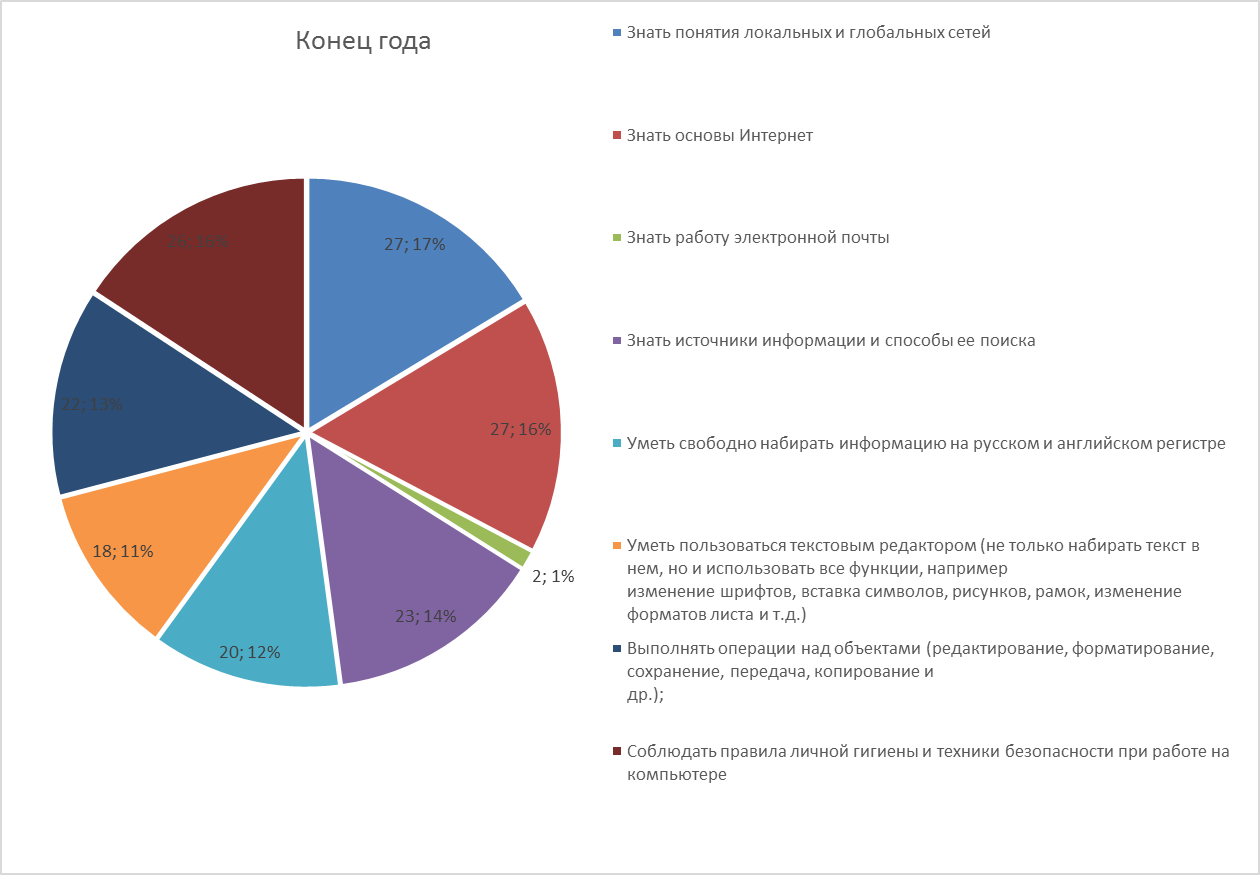 Конец года
Знать понятия локальных и глобальных сетей
Знать основы Интернет
Знать работу электронной почты
Знать источники информации и способы ее поиска
Уметь свободно набирать информацию на русском и английском регистре
Уметь пользоваться текстовым редактором (не только набирать текст в
нем, но и использовать все функции, например
изменение шрифтов, вставка символов, рисунков, рамок, изменение
форматов листа и т.д.)
Выполнять операции над объектами (редактирование, форматирование,
сохранение, передача, копирование и
др.);
Соблюдать правила личной гигиены и техники безопасности при работе на
компьютере
27; 17%
27; 16%
2; 1%
23; 14%
20; 12%
18; 11%
22; 13%
16%